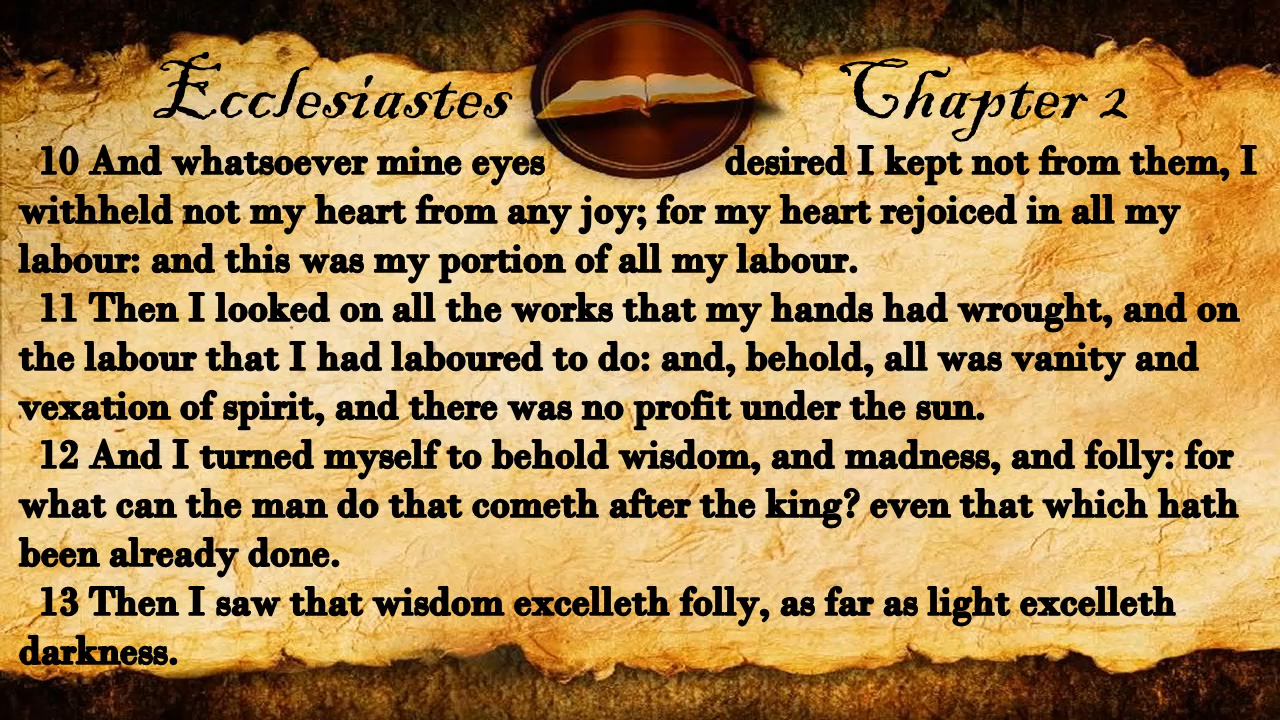 Ecclesiastes Chapter 2
10 And whatsoever mine eyes desired I kept not from them, I
withheld not my heart from any joy; for my heart rejoiced in all my
labour: and this was my portion of all my labour.
11 Then I looked on all the works that my hands had wrought, and on
the labour that I had laboured to do: and, behold, all was vanity and
vexation of spirit, and there was no profit under the sun.
12 And I turned myself to behold wisdom, and madness, and folly: for
what can the man do that cometh after the king? even that which hath
been already done.
13 Then I saw that wisdom excelleth folly, as far as light excelleth
darkness.